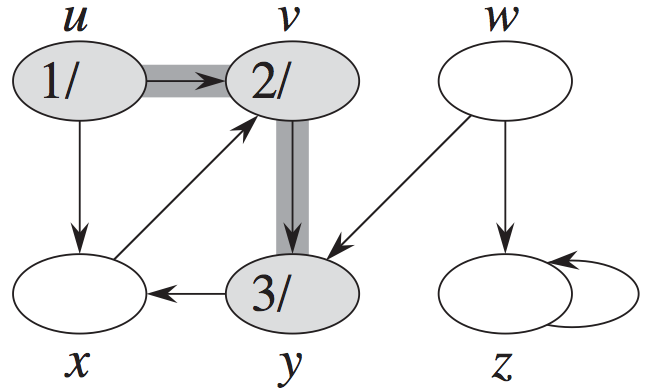 u v w
1/ 2/
3/
x y z